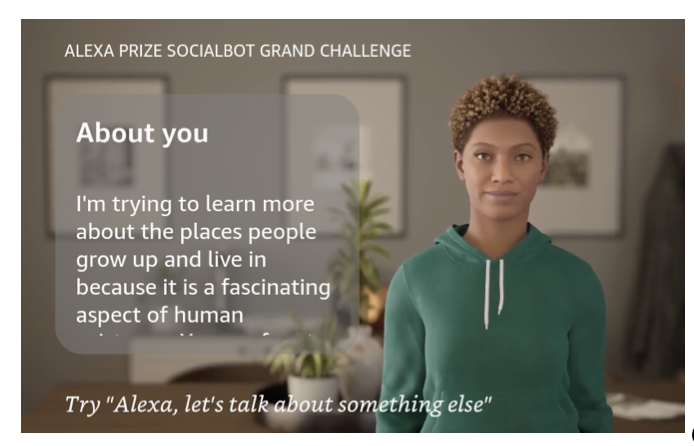 ALEXA PRIZE SOCIALBOT GRAND CHALLENGE
About you
I'm trying to learn more
about the places people
grow up and live in
because it is a fascinating
aspect of human
Try "Alexa, let's talk about something else"